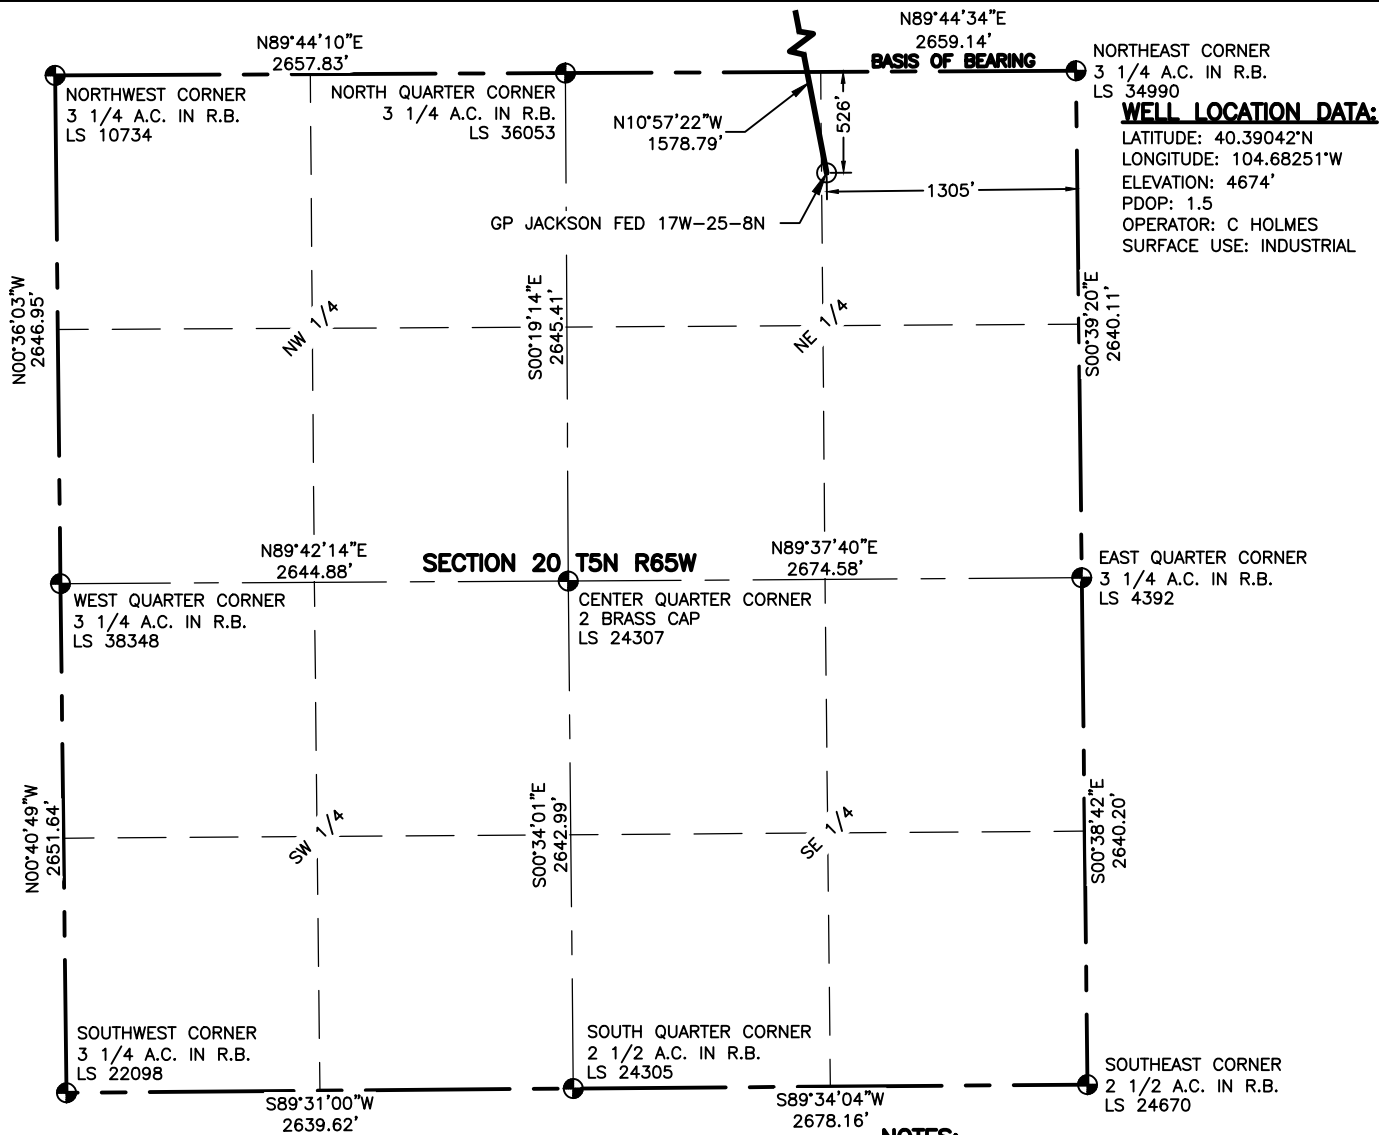 N89°44'10"E
2657.83'
N89°44'34"E
2659.14'
BASIS OF BEARING
NORTHWEST CORNER
3 1/4 A.C. IN R.B.
LS 10734
NORTH QUARTER CORNER
3 1/4 A.C. IN R.B.
LS 36053
NORTHEAST CORNER
3 1/4 A.C. IN R.B.
LS 34990
WELL LOCATION DATA:
LATITUDE: 40.39042°N
LONGITUDE: 104.68251°W
ELEVATION: 4674'
PDOP: 1.5
OPERATOR: C HOLMES
SURFACE USE: INDUSTRIAL
N10°57'22"W
1578.79'
526'
1305'
GP JACKSON FED 17W-25-8N
N00°36'03"W
2646.95'
NW 1/4
S00°19'14"E
2645.41'
NE 1/4
S00°39'20"E
2640.11'
N89°42'14"E
2644.88'
SECTION 20 T5N R65W
N89°37'40"E
2674.58'
WEST QUARTER CORNER
3 1/4 A.C. IN R.B.
LS 38348
CENTER QUARTER CORNER
2 BRASS CAP
LS 24307
EAST QUARTER CORNER
3 1/4 A.C. IN R.B.
LS 4392
N00°40'49"W
2651.64'
SW 1/4
S00°34'01"E
2642.99'
SE 1/4
S00°38'42"E
2640.20'
SOUTHWEST CORNER
3 1/4 A.C. IN R.B.
LS 22098
SOUTH QUARTER CORNER
2 1/2 A.C. IN R.B.
LS 24305
SOUTHEAST CORNER
2 1/2 A.C. IN R.B.
LS 24670
S89°31'00"W
2639.62'
S89°34'04"W
2678.16'
NOTES: